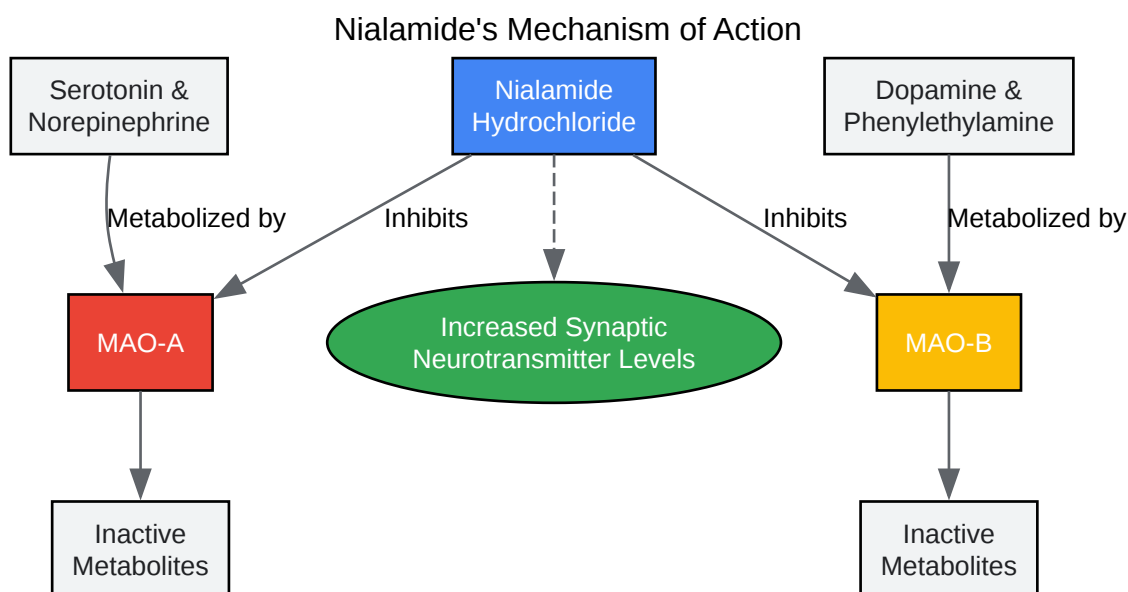 Nialamide's Mechanism of Action
Serotonin &
Norepinephrine
Nialamide
Hydrochloride
Dopamine &
Phenylethylamine
Metabolized by
Inhibits
Inhibits
Metabolized by
MAO-A
Increased Synaptic
Neurotransmitter Levels
MAO-B
Inactive
Metabolites
Inactive
Metabolites